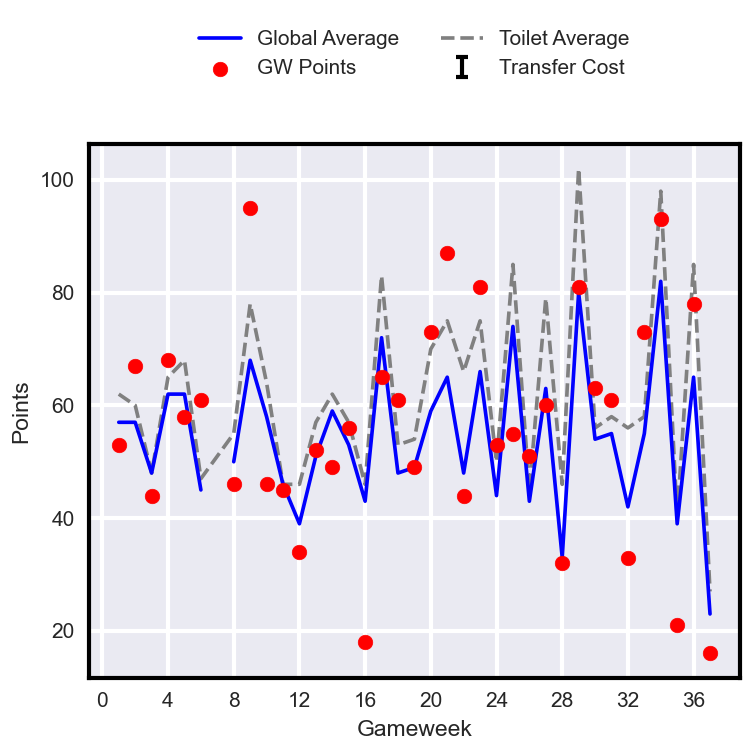 Global Average
Toilet Average
GW Points
Transfer Cost
100
80
60
40
20
Points
0 4 8 12 16 20 24 28 32 36
Gameweek